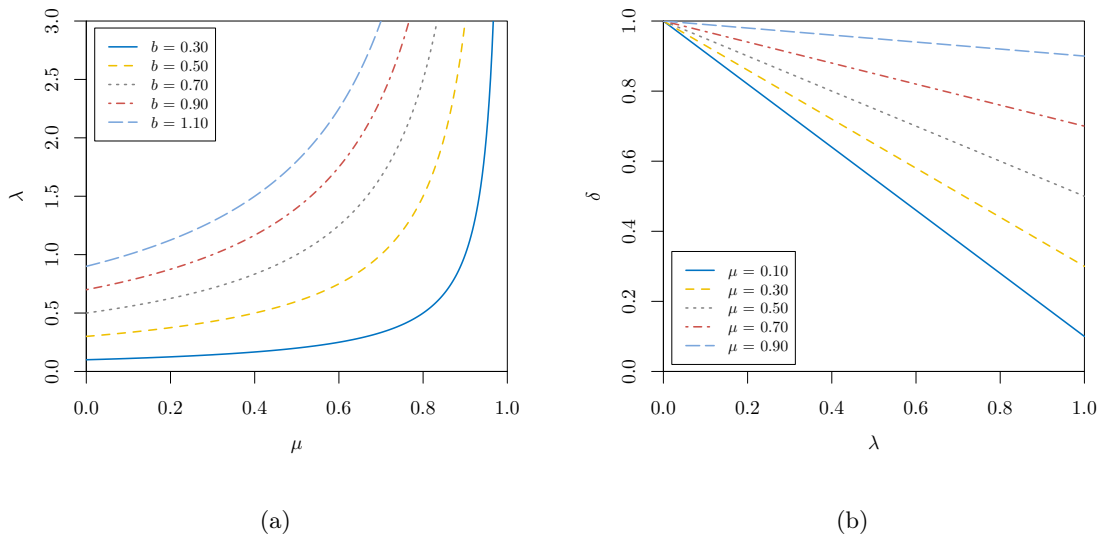 b = 0.30
b = 0.50
b = 0.70
b = 0.90
b = 1.10
3.0
2.5
2.0
1.5
1.0
0.5
0.0
λ
0.0 0.2 0.4 0.6 0.8 1.0
μ
(a)
1.0
0.8
0.6
0.4
0.2
0.0
δ
μ = 0.10
μ = 0.30
μ = 0.50
μ = 0.70
μ = 0.90
0.0 0.2 0.4 0.6 0.8 1.0
λ
(b)